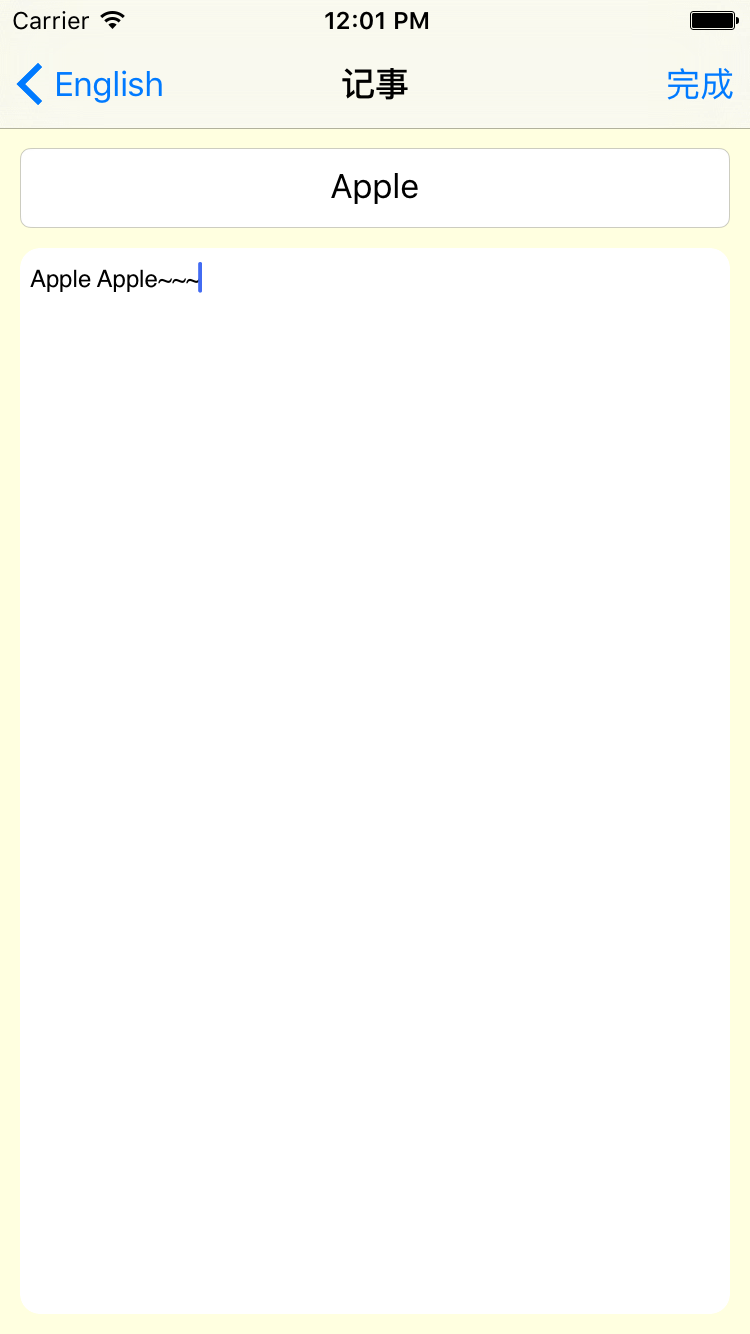 Carrier 12:01 PM
English 记事 完成
Apple
Apple Apple~~~